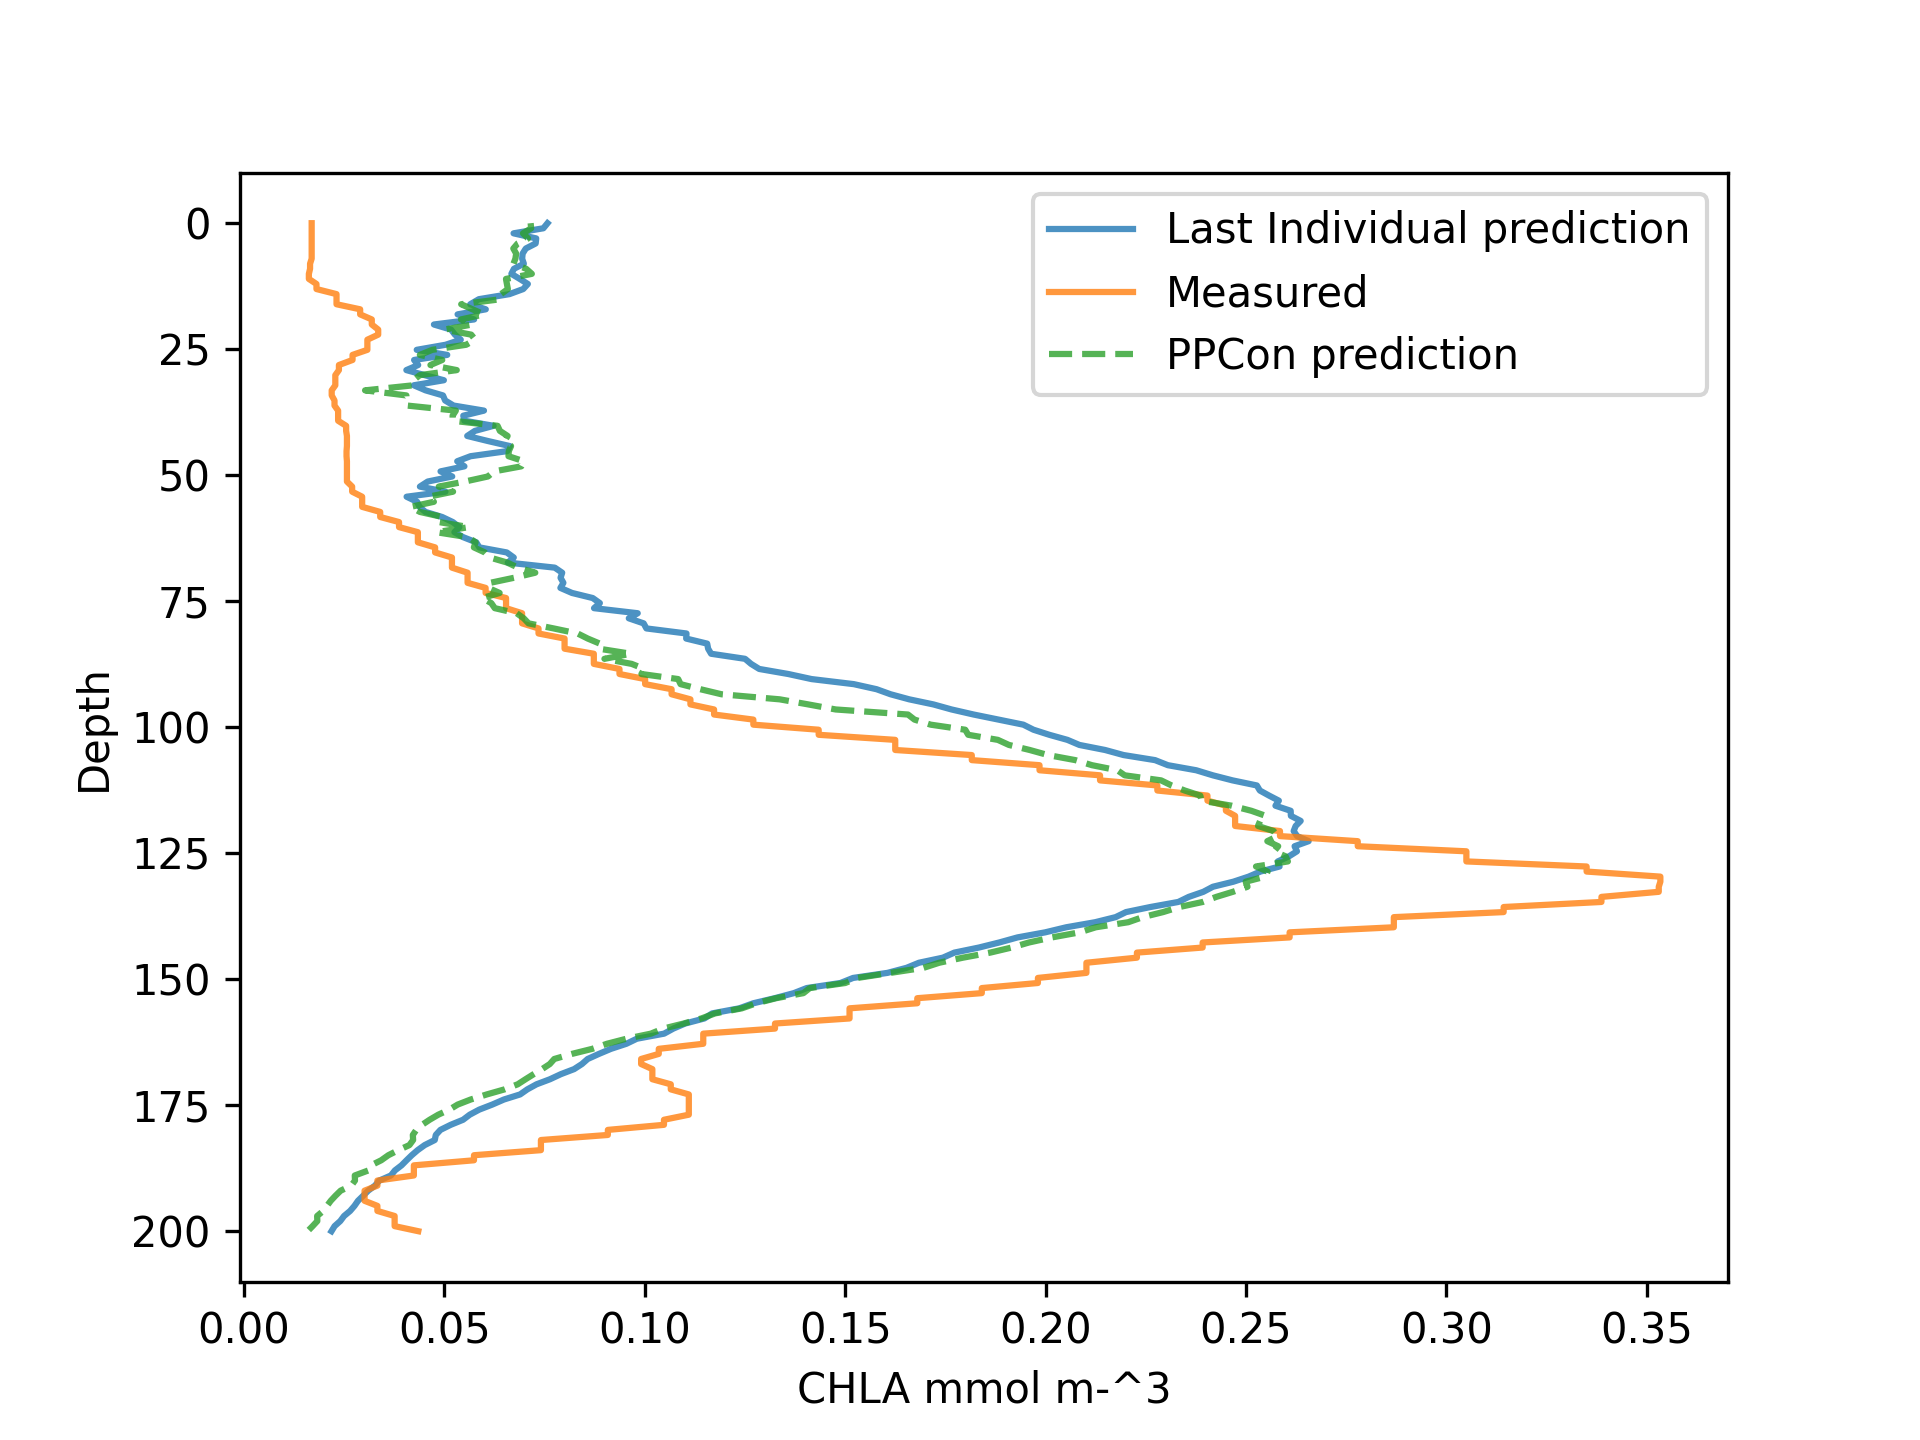 Last Individual prediction
Measured
PPCon prediction
0
25
50
75
100
125
150
175
200
Depth
0.00 0.05 0.10 0.15 0.20 0.25 0.30 0.35
CHLA mmol m-^3